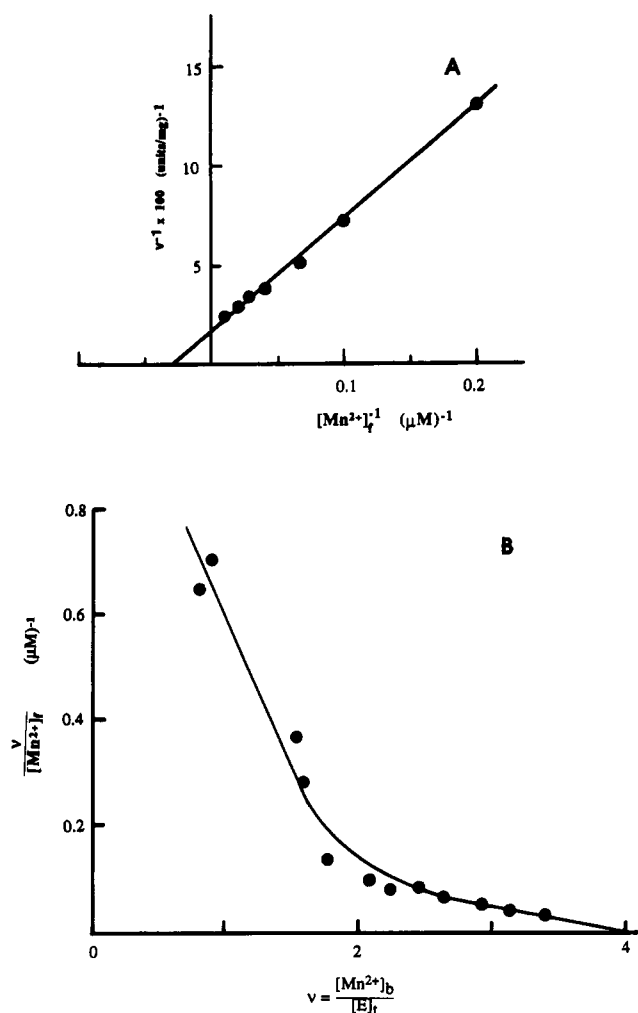 A
15
10
5
v⁻¹ x 100 (units/mg)⁻¹
0.1
0.2
[Mn²⁺]f⁻¹ (μM)⁻¹
B
0.8
0.6
0.4
0.2
ν
[Mn²⁺]f
(μM)⁻¹
0
2
4
ν = [Mn²⁺]b
[E]t